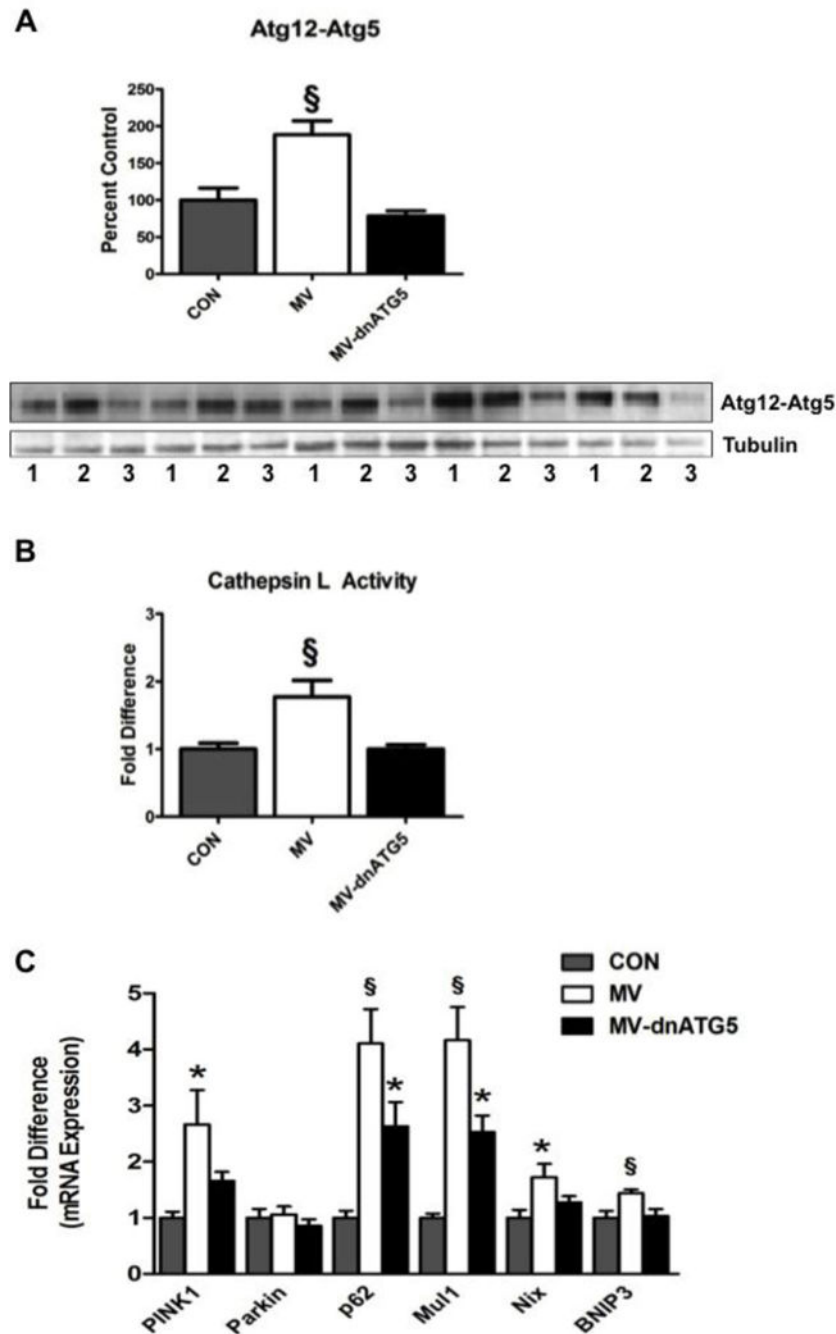 A
Atg12-Atg5
250
200
150
100
50
0
Percent Control
§
CON
MV
MV-dnATG5
Atg12-Atg5
Tubulin
1 2 3 1 2 3 1 2 3 1 2 3 1 2 3
B
Cathepsin L Activity
3
2
1
0
Fold Difference
§
CON
MV
MV-dnATG5
C
CON
MV
MV-dnATG5
5
4
3
2
1
0
Fold Difference
(mRNA Expression)
*
§
*
§
*
*
§
PINK1
Parkin
p62
Mul1
Nix
BNIP3